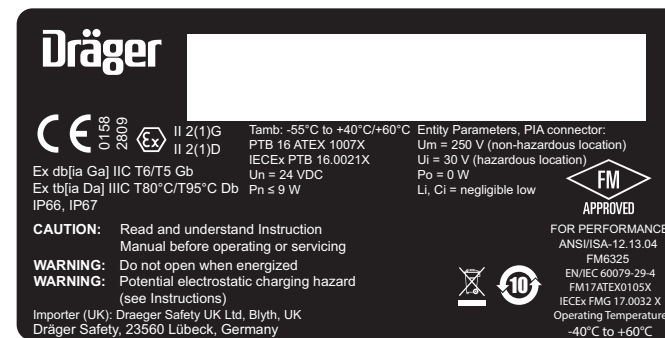 Dräger
0158
2809
Ex
II 2(1)G
II 2(1)D
Ex db[ia Ga] IIC T6/T5 Gb
Ex tb[ia Da] IIIC T80°C/T95°C Db
IP66, IP67
Tamb: -55°C to +40°C/+60°C
PTB 16 ATEX 1007X
IECEx PTB 16.0021X
Un = 24 VDC
Pn ≤ 9 W
Entity Parameters, PIA connector:
Um = 250 V (non-hazardous location)
Ui = 30 V (hazardous location)
Po = 0 W
Li, Ci = negligible low
CAUTION: Read and understand Instruction
Manual before operating or servicing
WARNING: Do not open when energized
WARNING: Potential electrostatic charging hazard
(see Instructions)
Importer (UK): Draeger Safety UK Ltd, Blyth, UK
Dräger Safety, 23560 Lübeck, Germany
10
FM
APPROVED
FOR PERFORMANCE
ANSI/ISA-12.13.04
FM6325
EN/IEC 60079-29-4
FM17ATEX0105X
IECEx FMG 17.0032 X
Operating Temperature
-40°C to +60°C